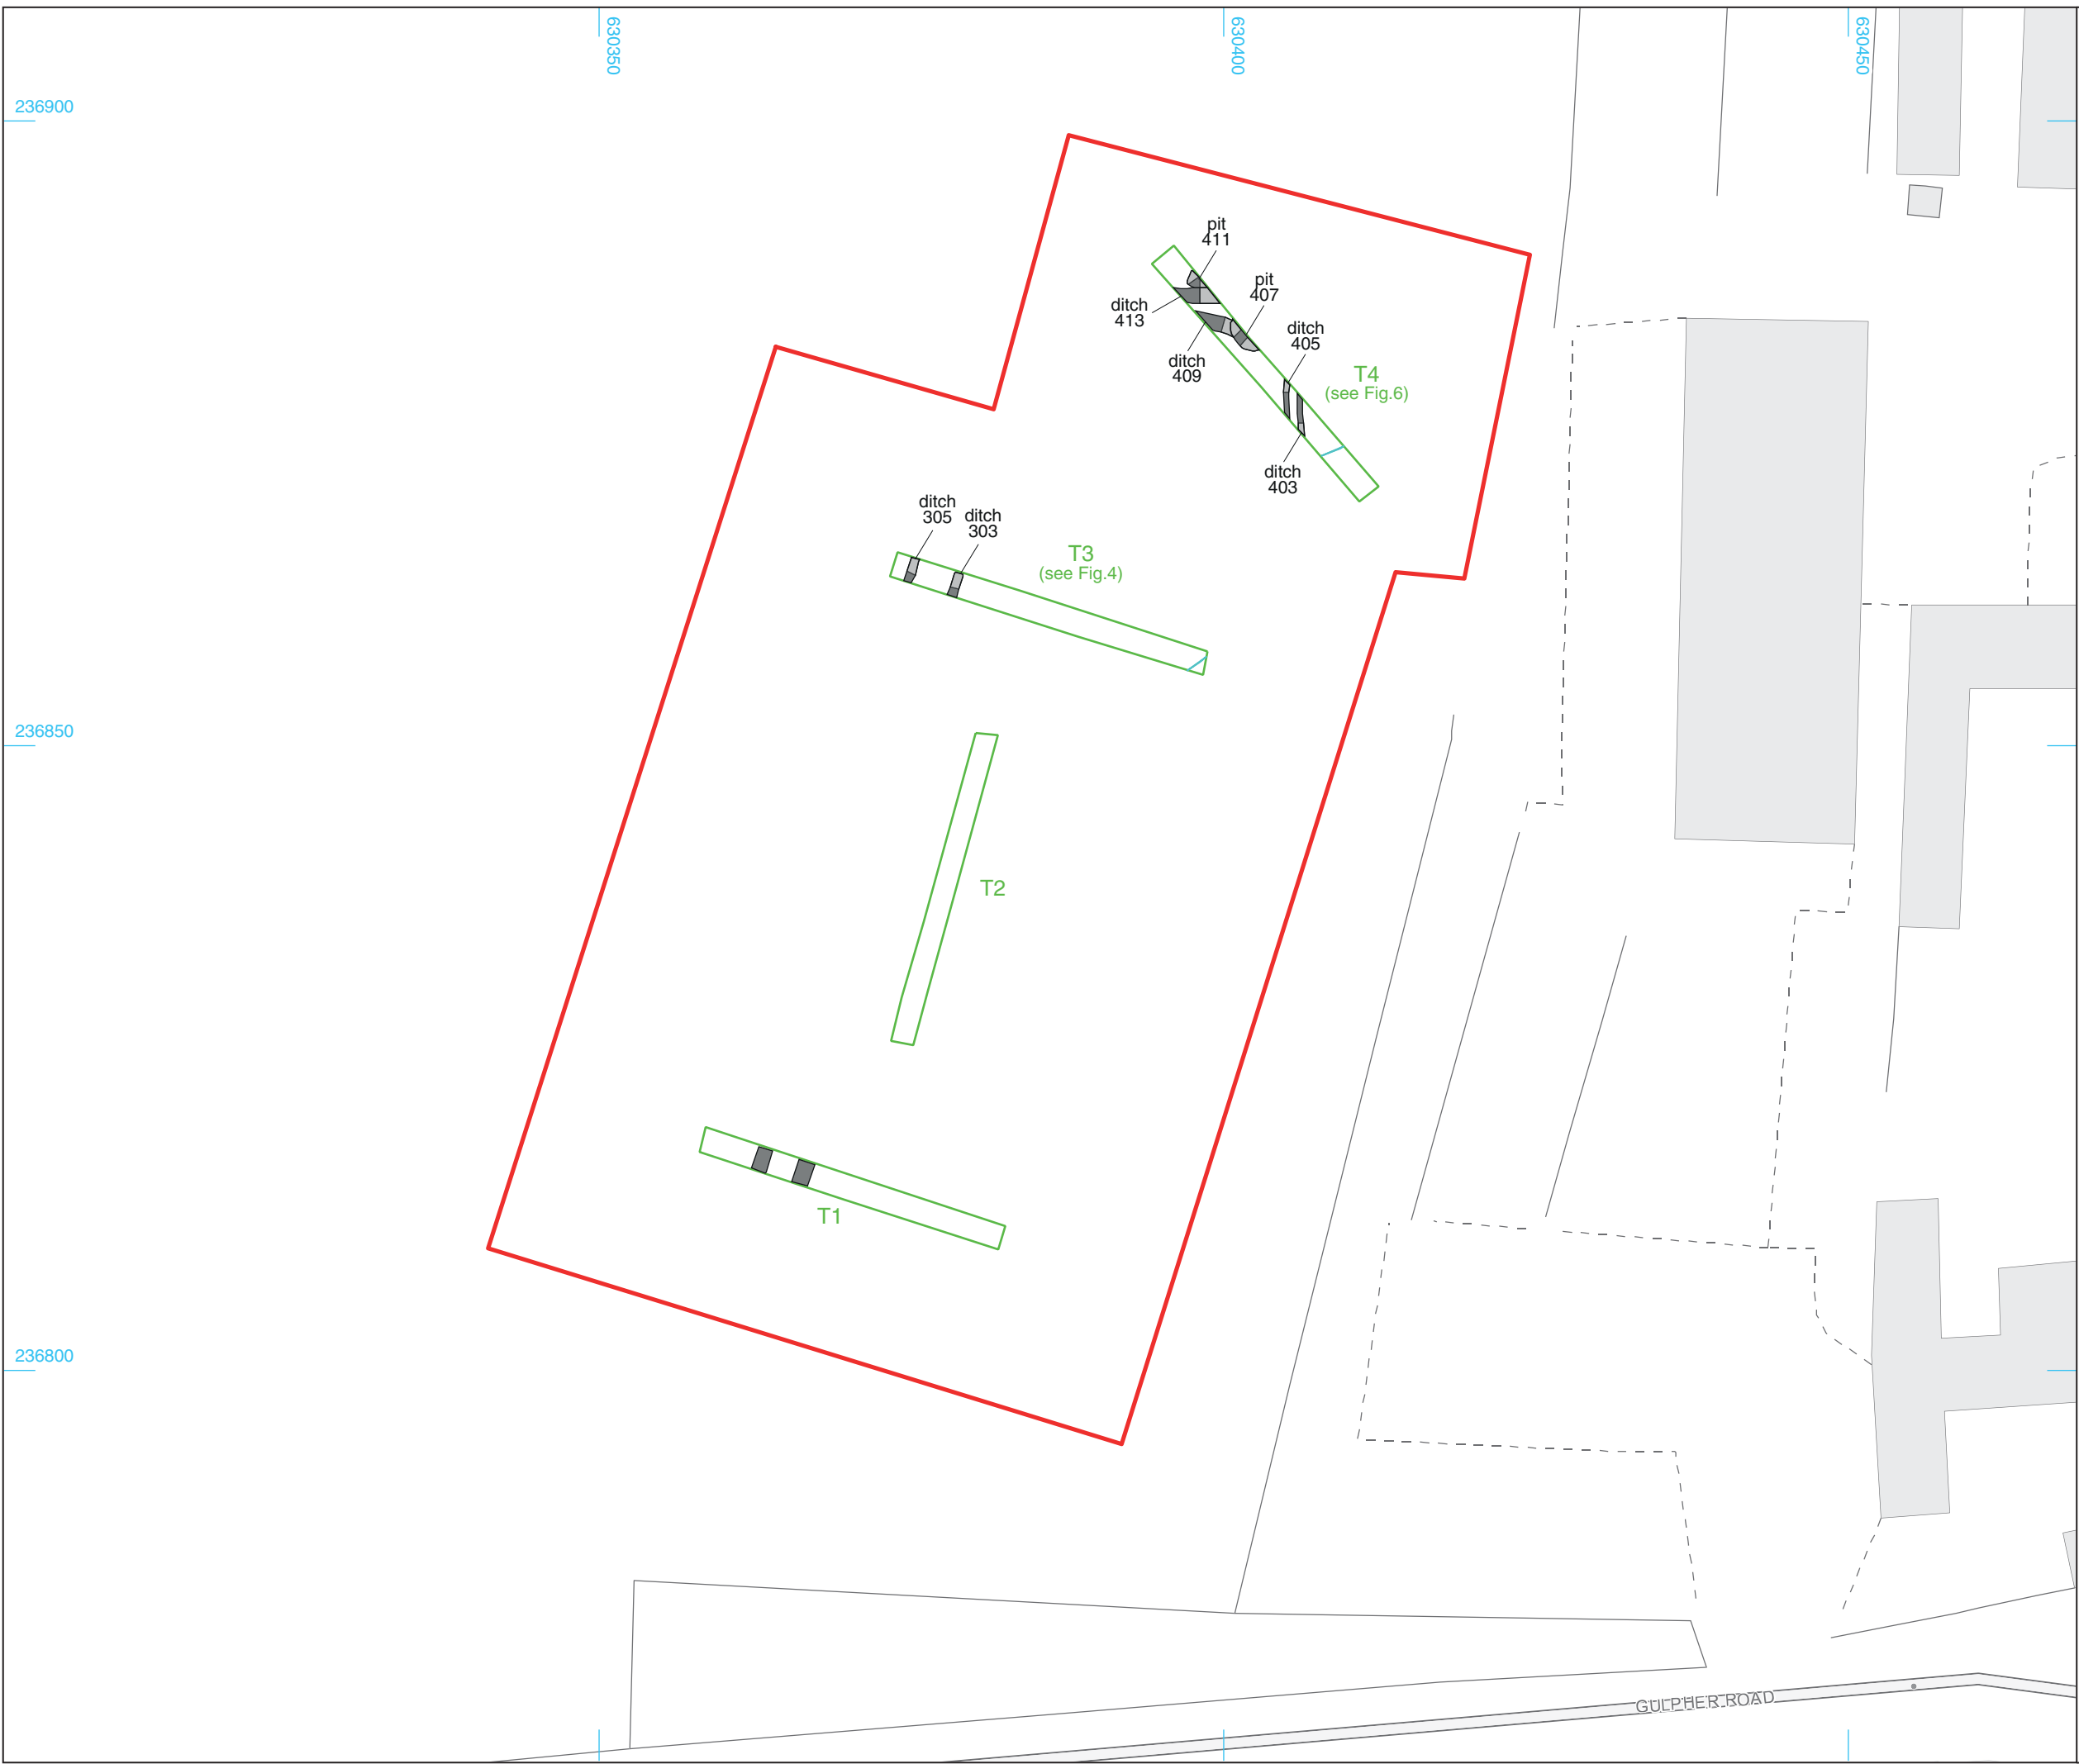 630350
630400
630450
236900
pit
411
pit
407
ditch
413
ditch
405
ditch
409
T4
(see Fig.6)
ditch
403
ditch
305
ditch
303
T3
(see Fig.4)
236850
T2
T1
236800
GULPHER ROAD